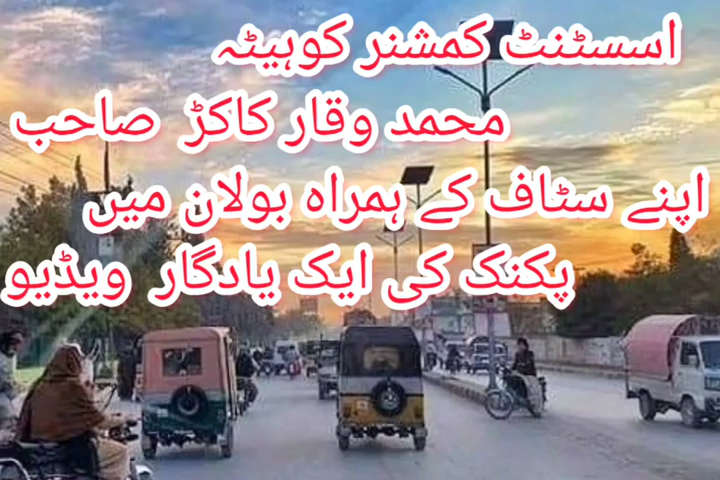 اسسٹنٹ کمشنر کوہیٹہ
محمد وقار کاکڑ صاحب
اپنے سٹاف کے ہمراہ بولان میں
پکنک کی ایک یادگار ویڈیو